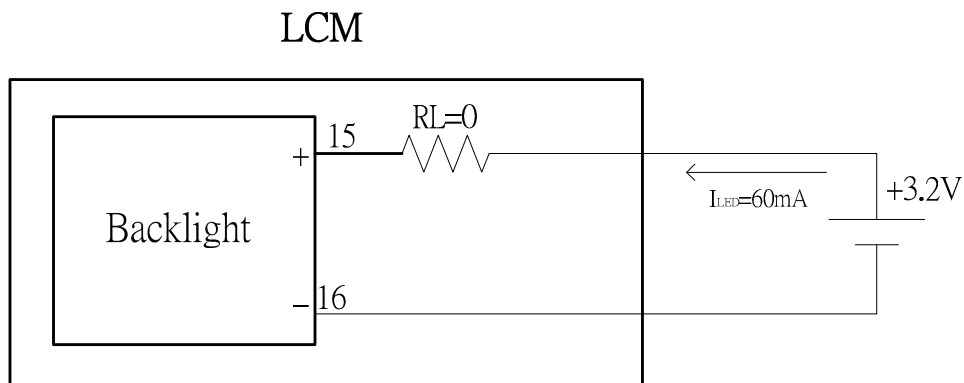 LCM
RL=0
15
+
+3.2V
ILED=60mA
Backlight
16
−